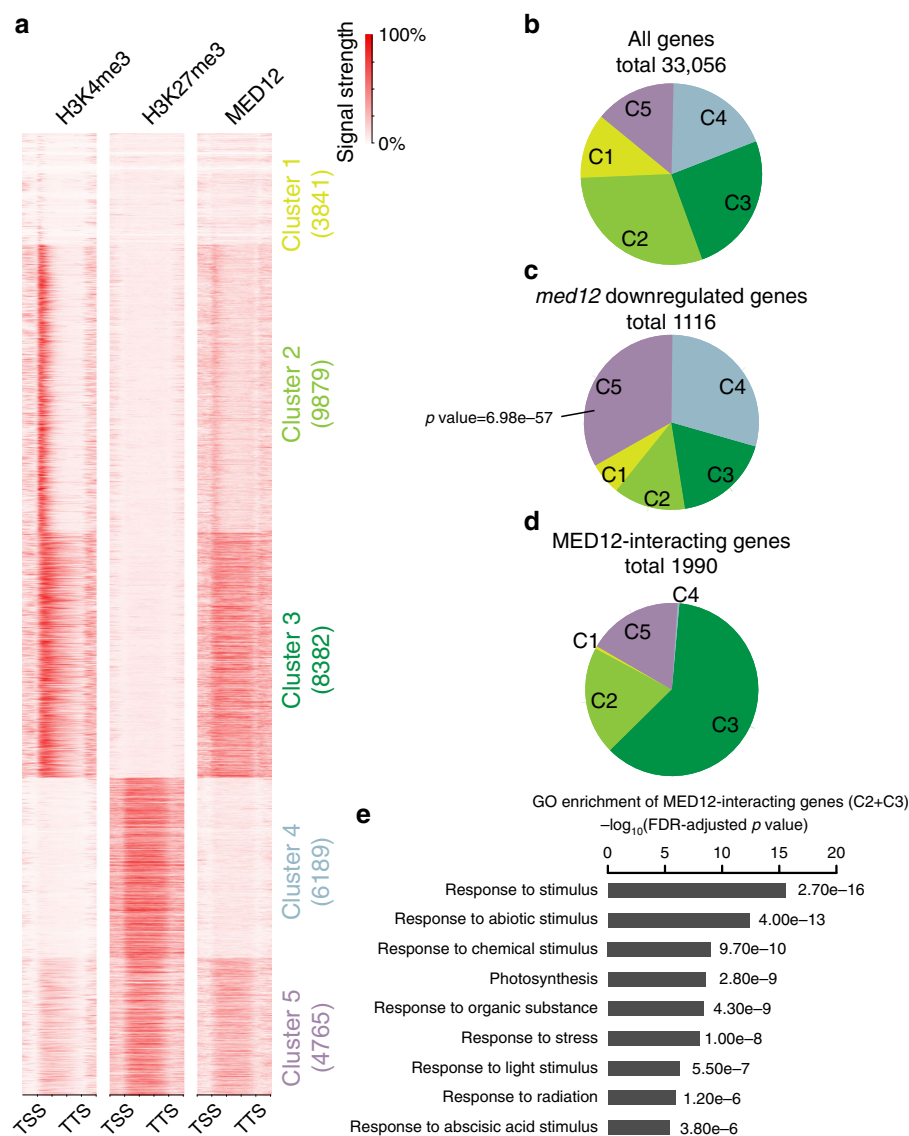 a
H3K4me3
H3K27me3
MED12
Signal strength
100%
0%
Cluster 1
(3841)
Cluster 2
(9879)
Cluster 3
(8382)
Cluster 4
(6189)
Cluster 5
(4765)
TSS
TTS
TSS
TTS
TSS
TTS
b
All genes
total 33,056
C5
C4
C1
C3
C2
c
med12 downregulated genes
total 1116
C5
C4
p value=6.98e–57
C1
C3
C2
d
MED12-interacting genes
total 1990
C4
C5
C1
C2
C3
e
GO enrichment of MED12-interacting genes (C2+C3)
–log10(FDR-adjusted p value)
0 5 10 15 20
Response to stimulus 2.70e–16
Response to abiotic stimulus 4.00e–13
Response to chemical stimulus 9.70e–10
Photosynthesis 2.80e–9
Response to organic substance 4.30e–9
Response to stress 1.00e–8
Response to light stimulus 5.50e–7
Response to radiation 1.20e–6
Response to abscisic acid stimulus 3.80e–6